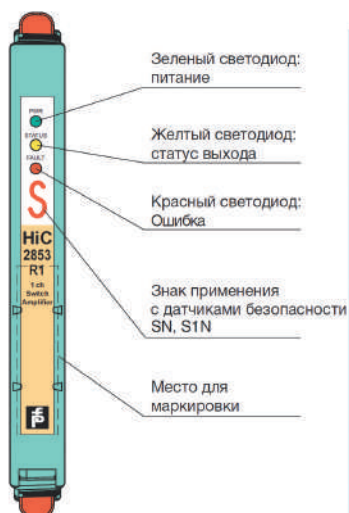 Зеленый светодиод:
питание
PWR
STATUS
Желтый светодиод:
статус выхода
FAULT
Красный светодиод:
Ошибка
S
HiC
2853
R1
1 ch
Switch
Amplifier
Знак применения
с датчиками безопасности
SN, S1N
Место для
маркировки